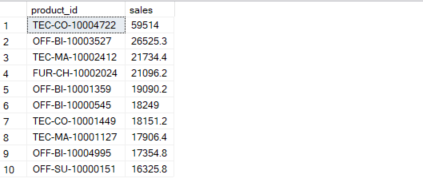 product_id sales
1 TEC-CO-10004722 59514
2 OFF-BI-10003527 26525.3
3 TEC-MA-10002412 21734.4
4 FUR-CH-10002024 21096.2
5 OFF-BI-10001359 19090.2
6 OFF-BI-10000545 18249
7 TEC-CO-10001449 18151.2
8 TEC-MA-10001127 17906.4
9 OFF-BI-10004995 17354.8
10 OFF-SU-10000151 16325.8